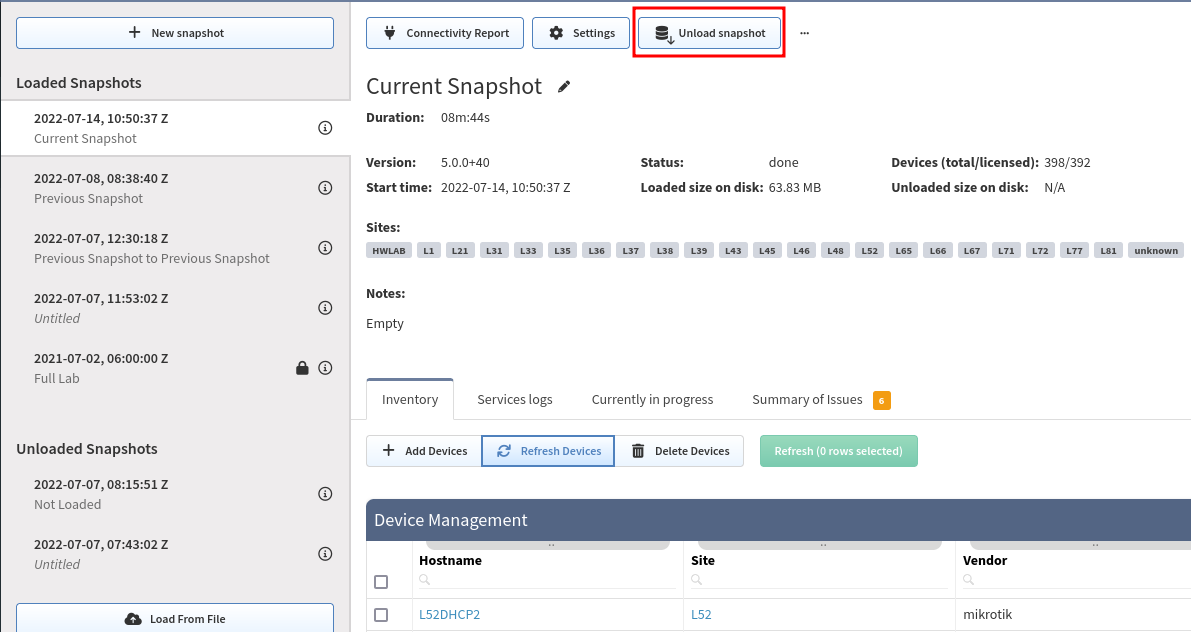 New snapshot
Loaded Snapshots
2022-07-14, 10:50:37 Z
Current Snapshot
2022-07-08, 08:38:40 Z
Previous Snapshot
2022-07-07, 12:30:18 Z
Previous Snapshot to Previous Snapshot
2022-07-07, 11:53:02 Z
Untitled
2021-07-02, 06:00:00 Z
Full Lab
Unloaded Snapshots
2022-07-07, 08:15:51 Z
Not Loaded
2022-07-07, 07:43:02 Z
Untitled
Load From File
Connectivity Report Settings Unload snapshot ...
Current Snapshot
Duration: 08m:44s
Version: 5.0.0+40 Status: done Devices (total/licensed): 398/392
Start time: 2022-07-14, 10:50:37 Z Loaded size on disk: 63.83 MB Unloaded size on disk: N/A
Sites:
HWLAB L1 L21 L31 L33 L35 L36 L37 L38 L39 L43 L45 L46 L48 L52 L65 L66 L67 L71 L72 L77 L81 unknown
Notes:
Empty
Inventory Services logs Currently in progress Summary of Issues 6
Add Devices Refresh Devices Delete Devices Refresh (0 rows selected)
Device Management
Hostname Site Vendor
L52DHCP2 L52 mikrotik